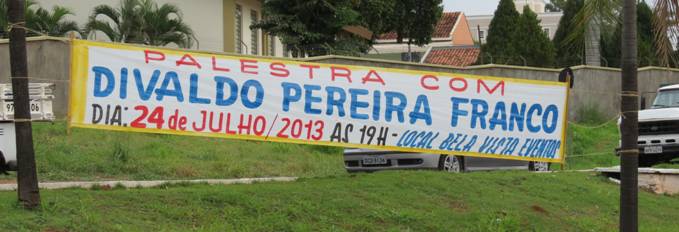 PALESTRA COM
DIVALDO PEREIRA FRANCO
DIA: 24 de JULHO/2013 AS 19H - LOCAL BELA VISTA EVENTOS